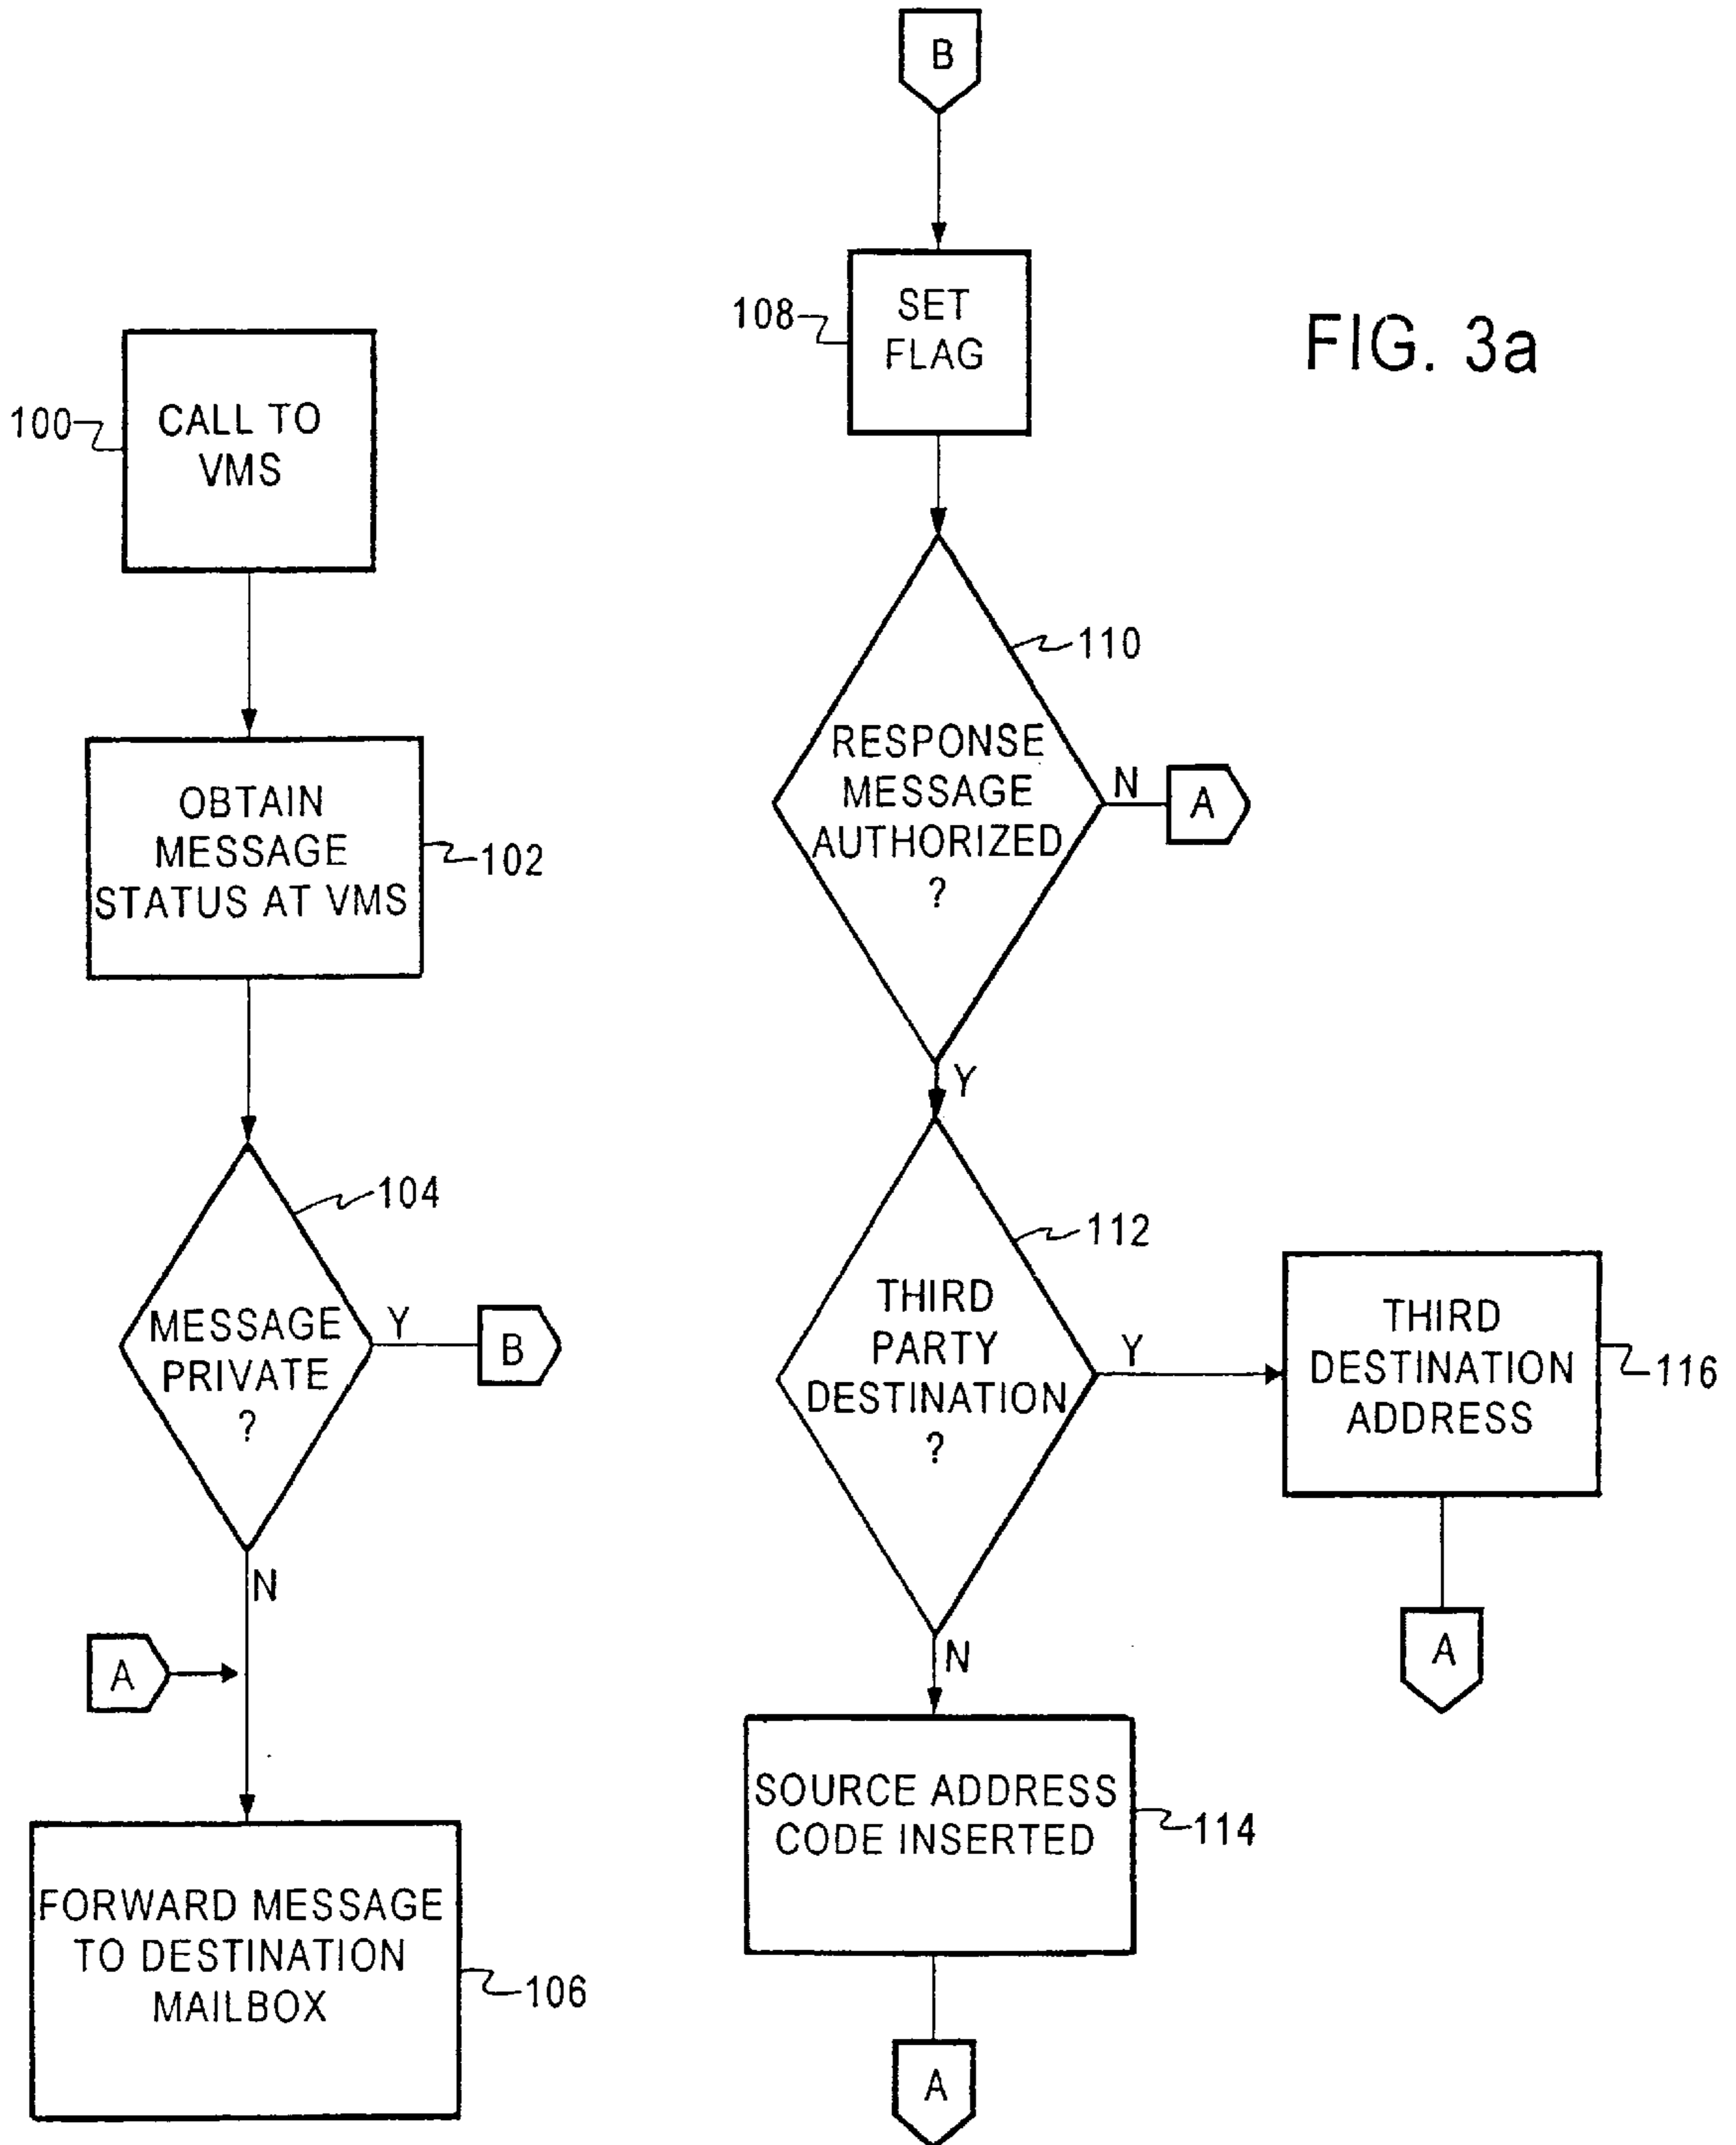 FIG. 3a
100
CALL TO
VMS
OBTAIN
MESSAGE
STATUS AT VMS
102
104
MESSAGE
PRIVATE
?
Y
B
N
A
FORWARD MESSAGE
TO DESTINATION
MAILBOX
106
B
108
SET
FLAG
110
RESPONSE
MESSAGE
AUTHORIZED
?
N
A
Y
112
THIRD
PARTY
DESTINATION
?
Y
THIRD
DESTINATION
ADDRESS
116
A
N
SOURCE ADDRESS
CODE INSERTED
114
A